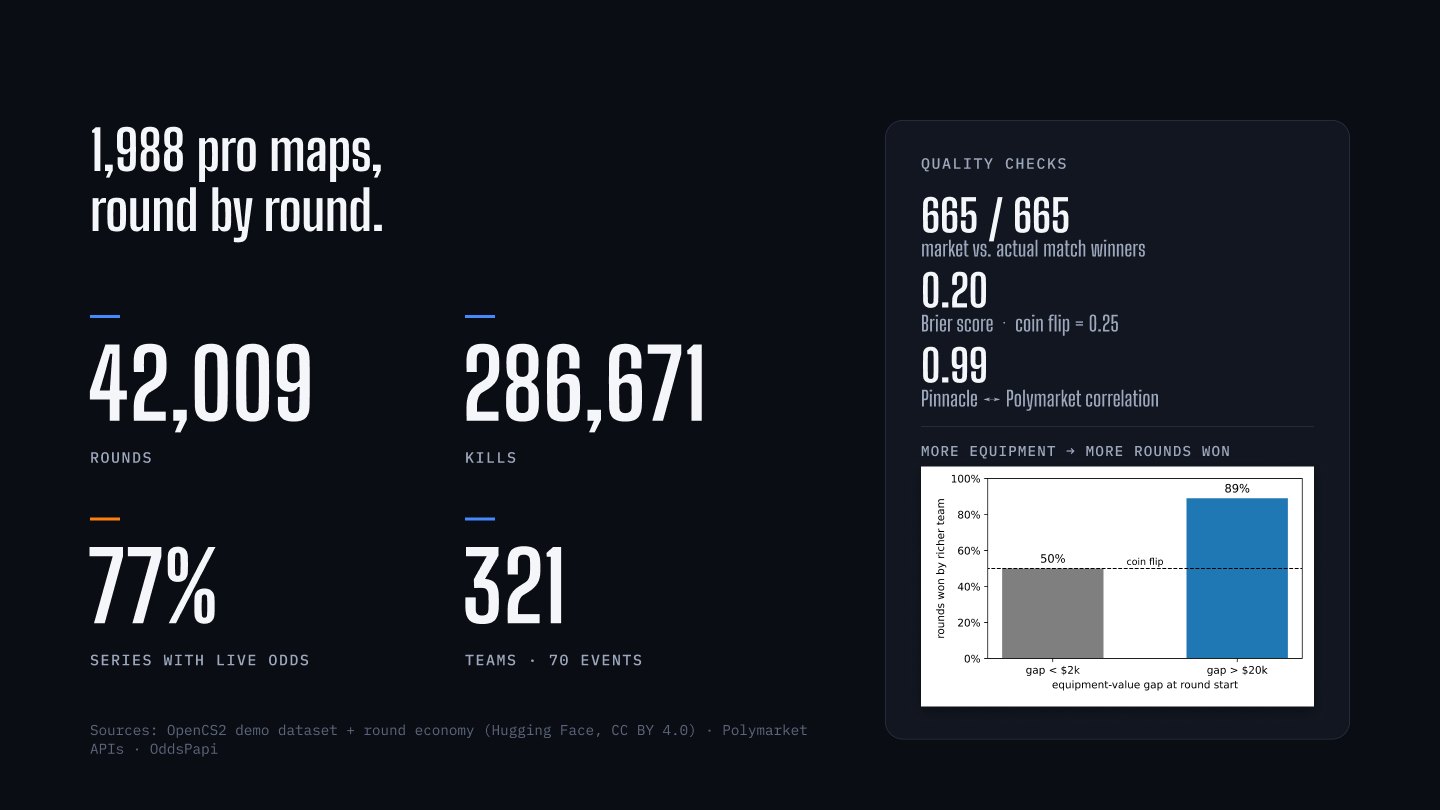 1,988 pro maps,
round by round.
42,009
ROUNDS
286,671
KILLS
77%
SERIES WITH LIVE ODDS
321
TEAMS · 70 EVENTS
Sources: OpenCS2 demo dataset + round economy (Hugging Face, CC BY 4.0) · Polymarket
APIs · OddsPapi
QUALITY CHECKS
665 / 665
market vs. actual match winners
0.20
Brier score · coin flip = 0.25
0.99
Pinnacle ↔ Polymarket correlation
MORE EQUIPMENT → MORE ROUNDS WON
rounds won by richer team
100%
80%
60%
40%
20%
0%
50%
coin flip
89%
gap < $2k
gap > $20k
equipment-value gap at round start